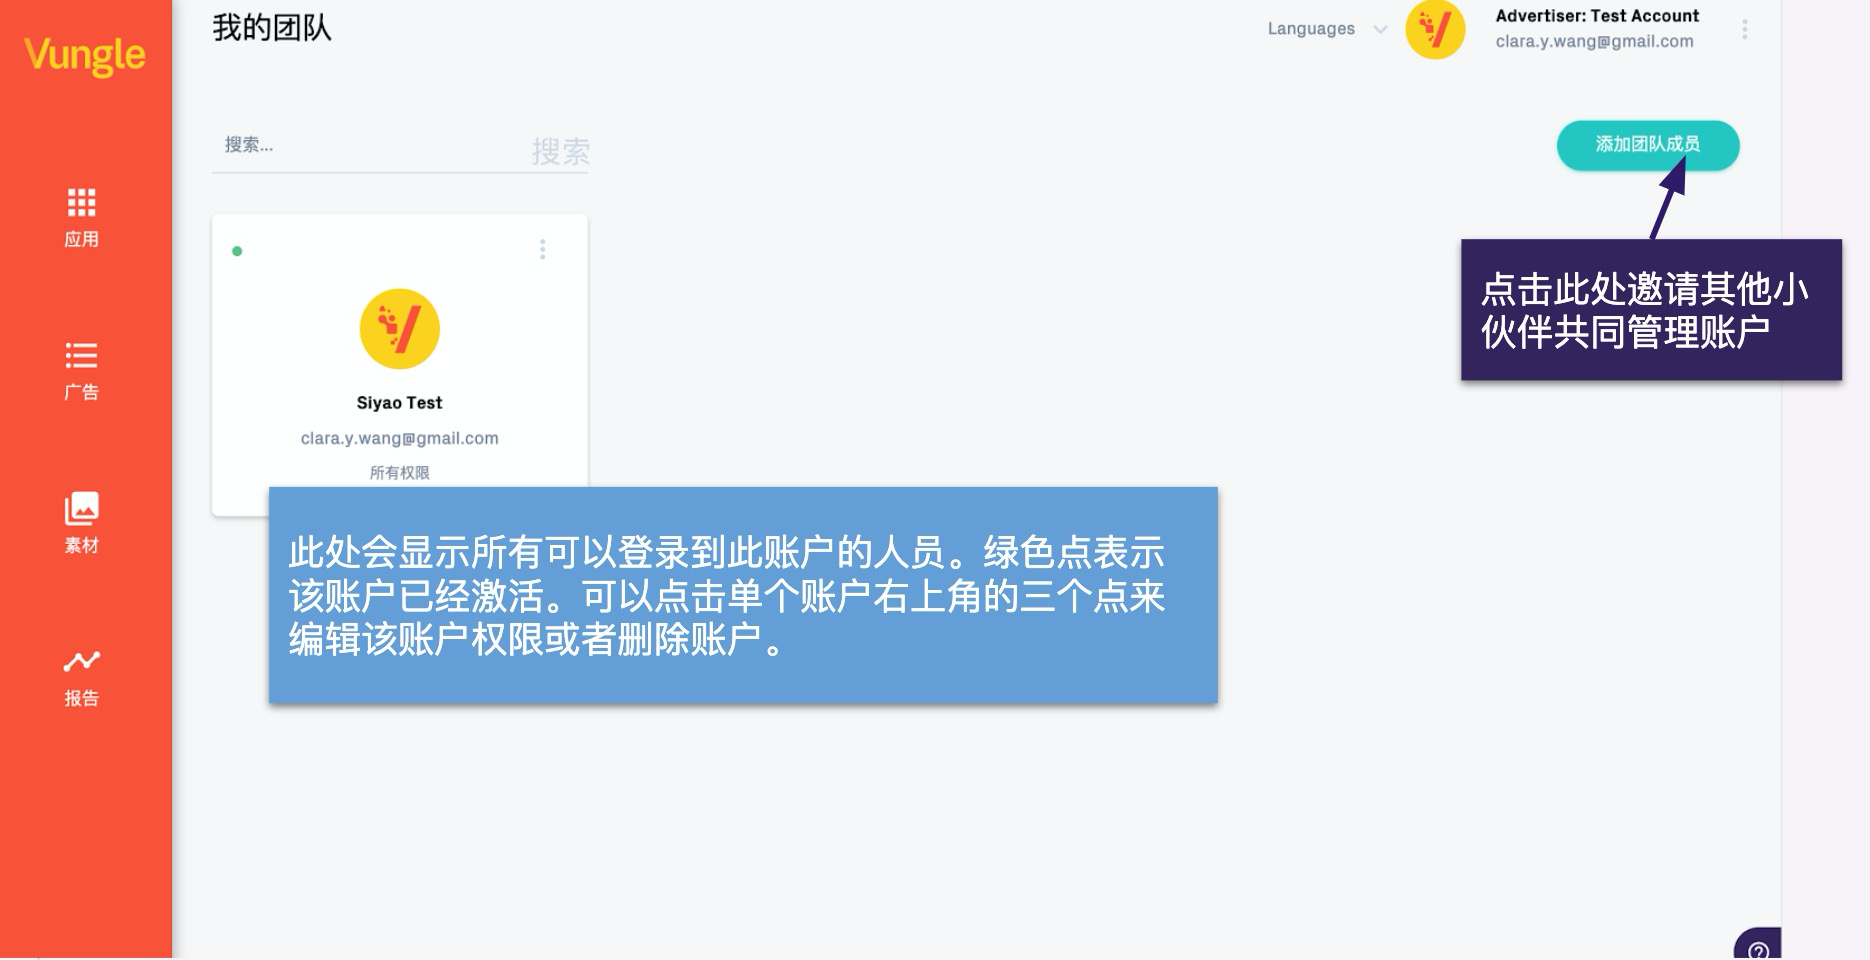 Vungle
我的团队
Languages
Advertiser: Test Account
clara.y.wang@gmail.com
搜索...
搜索
添加团队成员
应用
广告
素材
报告
点击此处邀请其他小
伙伴共同管理账户
Siyao Test
clara.y.wang@gmail.com
所有权限
此处会显示所有可以登录到此账户的人员。绿色点表示
该账户已经激活。可以点击单个账户右上角的三个点来
编辑该账户权限或者删除账户。